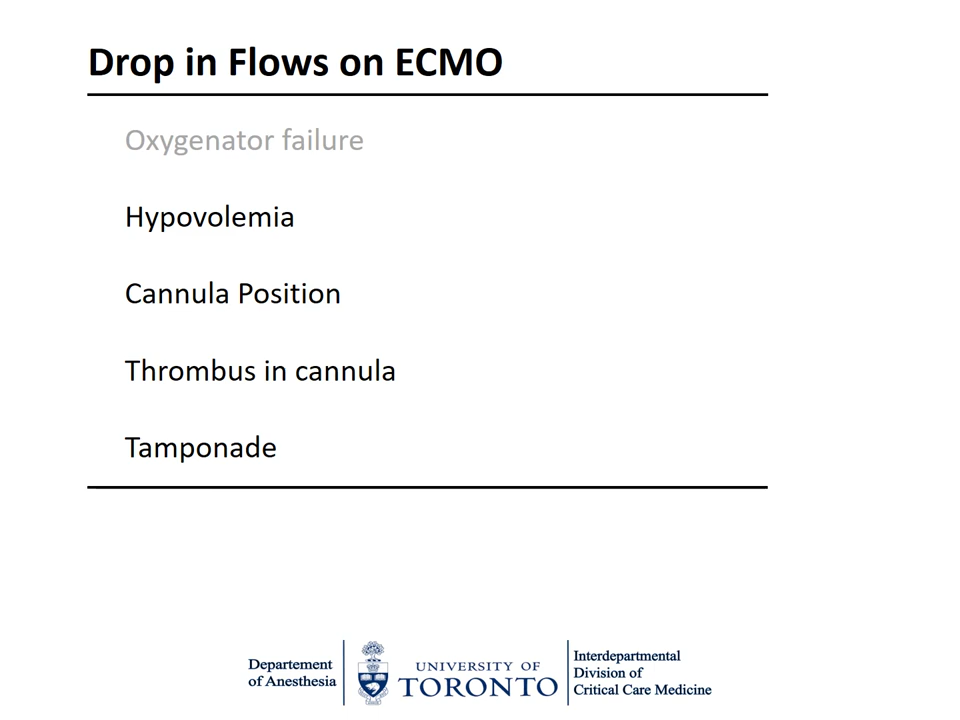 Drop in Flows on ECMO
Oxygenator failure
Hypovolemia
Cannula Position
Thrombus in cannula
Tamponade
Departement
of Anesthesia
UNIVERSITY OF
TORONTO
Interdepartmental
Division of
Critical Care Medicine